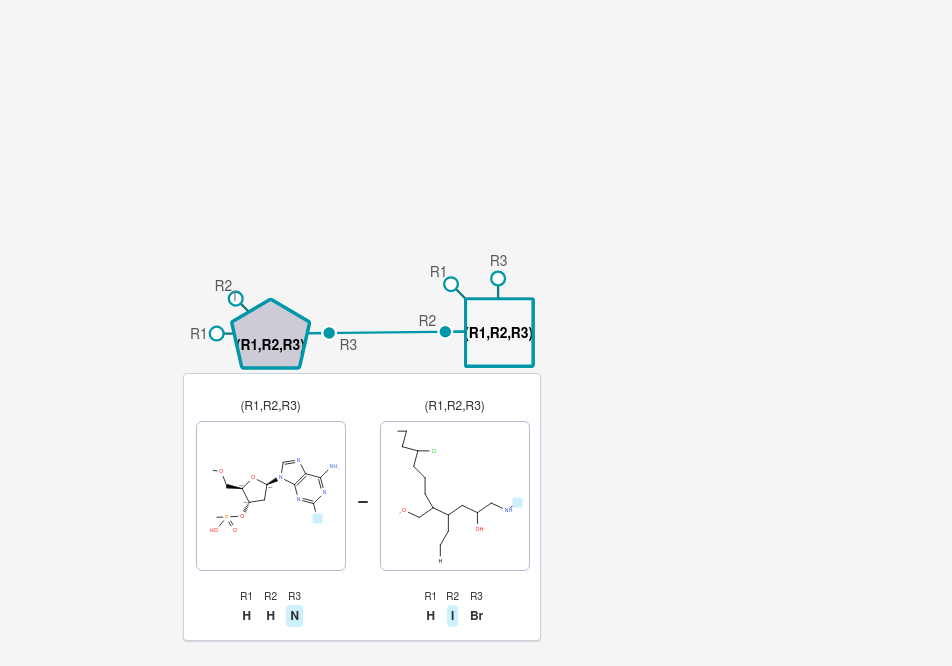 R3
R1
R2
R2
R1
(R1,R2,R3)
R3
(R1,R2,R3)
(R1,R2,R3)
(R1,R2,R3)
O
O
N
N
NH
N
N
N
P
O
HO
O
Cl
O
NH
OH
H
R1 R2 R3
H H N
R1 R2 R3
H I Br